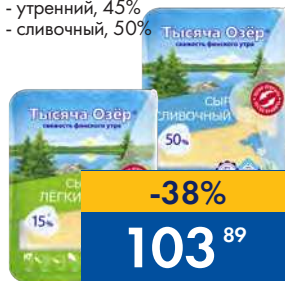 - утренний, 45%
- сливочный, 50%
Тысяча Озёр
свежесть финского утра
СЫР
СЛИВОЧНЫЙ
50%
Тысяча Озёр
свежесть финского утра
СЫ
ЛЁГКИ
15%
-38%
103 89